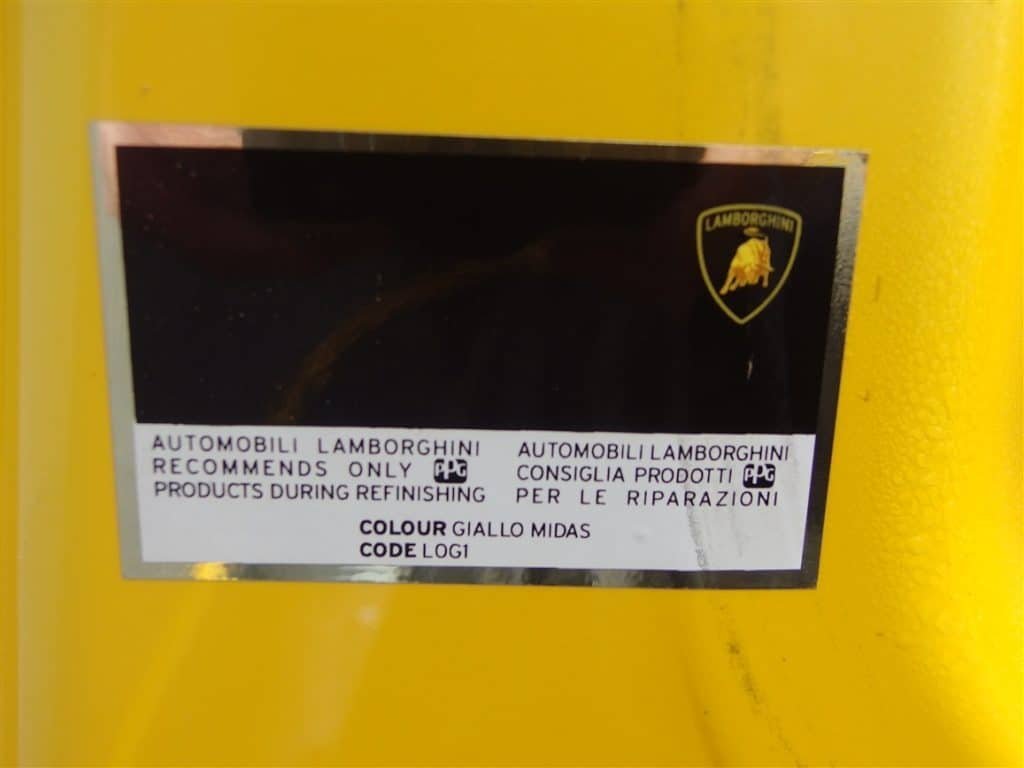 LAMBORGHINI
AUTOMOBILI LAMBORGHINI
RECOMMENDS ONLY PPG
PRODUCTS DURING REFINISHING
AUTOMOBILI LAMBORGHINI
CONSIGLIA PRODOTTI PPG
PER LE RIPARAZIONI
COLOUR GIALLO MIDAS
CODE L0G1